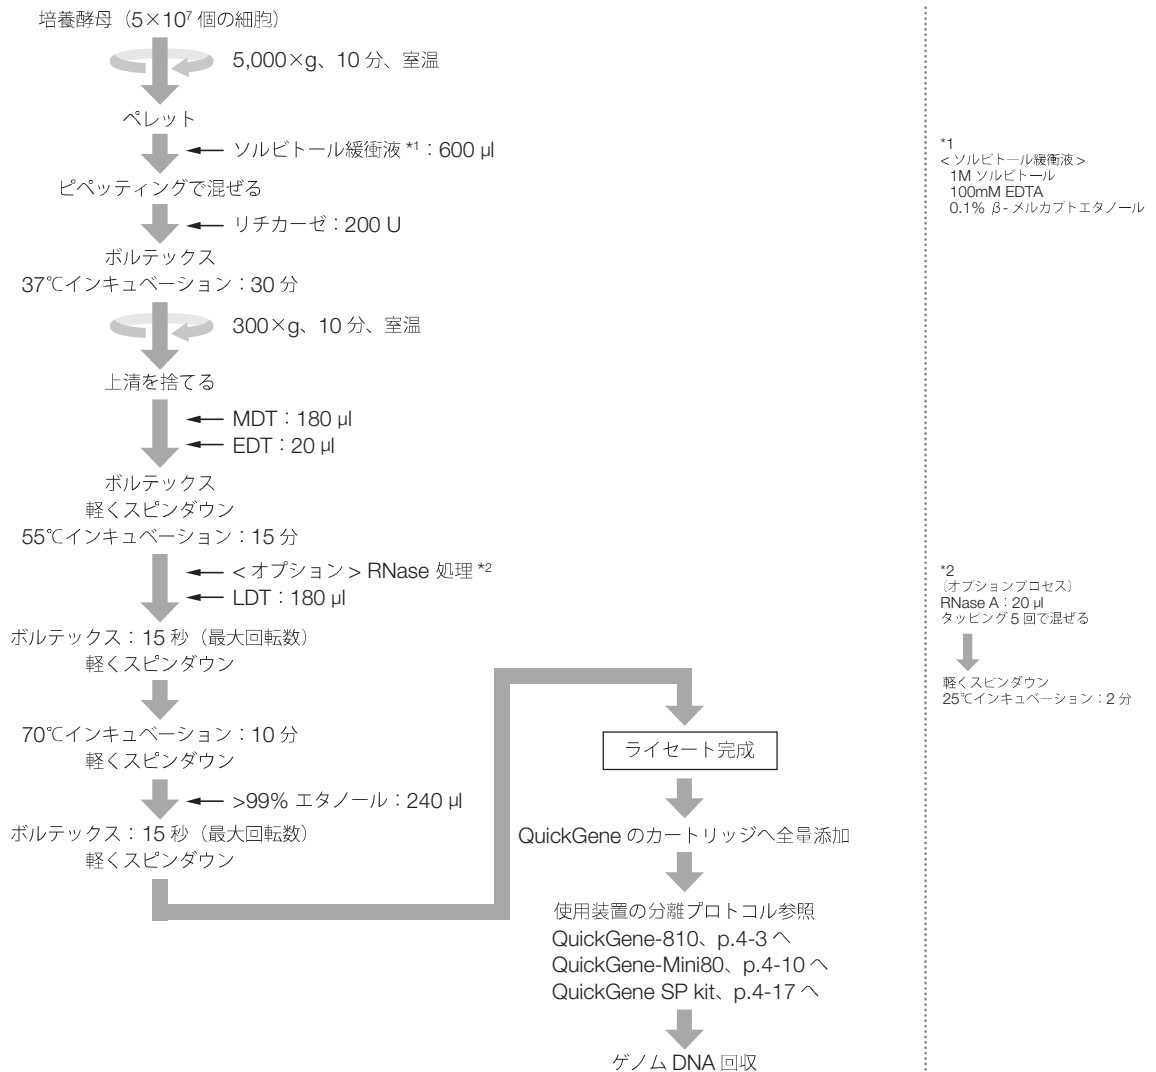 培養酵母（5×10⁷ 個の細胞）
5,000×g、10 分、室温
ペレット
ソルビトール緩衝液 *1：600 µl
ピペッティングで混ぜる
リチカーゼ：200 U
ボルテックス
37℃インキュベーション：30 分
300×g、10 分、室温
上清を捨てる
MDT：180 µl
EDT：20 µl
ボルテックス
軽くスピンダウン
55℃インキュベーション：15 分
< オプション > RNase 処理 *2
LDT：180 µl
ボルテックス：15 秒（最大回転数）
軽くスピンダウン
70℃インキュベーション：10 分
軽くスピンダウン
>99% エタノール：240 µl
ボルテックス：15 秒（最大回転数）
軽くスピンダウン
ライセート完成
QuickGene のカートリッジへ全量添加
使用装置の分離プロトコル参照
QuickGene-810、p.4-3 へ
QuickGene-Mini80、p.4-10 へ
QuickGene SP kit、p.4-17 へ
ゲノム DNA 回収
*1
< ソルビトール緩衝液 >
1M ソルビトール
100mM EDTA
0.1% β- メルカプトエタノール
*2
（オプションプロセス）
RNase A：20 µl
タッピング 5 回で混ぜる
軽くスピンダウン
25℃インキュベーション：2 分